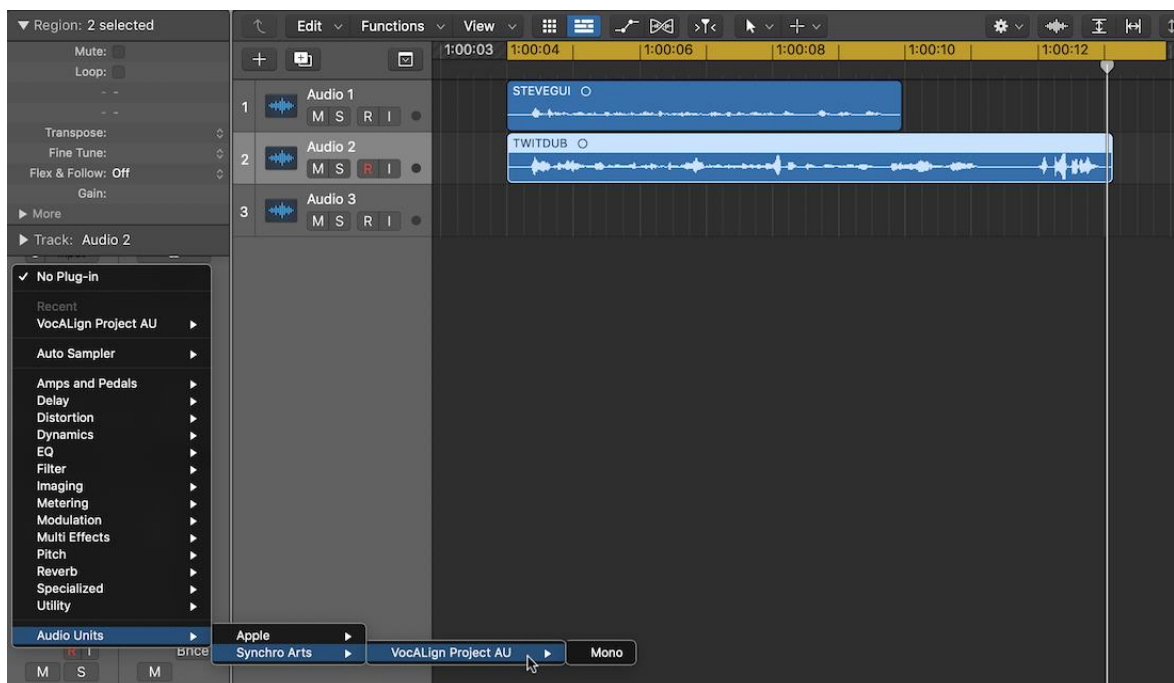 Region: 2 selected
Edit Functions View
Mute:
Loop:
- -
- -
Transpose:
Fine Tune:
Flex & Follow: Off
Gain:
More
Track: Audio 2
1:00:03 1:00:04 1:00:06 1:00:08 1:00:10 1:00:12
1 Audio 1
M S R I
STEVEGUI
2 Audio 2
M S R I
TWITDUB
3 Audio 3
M S R I
No Plug-in
Recent
VocALign Project AU
Auto Sampler
Amps and Pedals
Delay
Distortion
Dynamics
EQ
Filter
Imaging
Metering
Modulation
Multi Effects
Pitch
Reverb
Specialized
Utility
Audio Units
Apple
Synchro Arts
VocALign Project AU
Mono
R I Bnce
M S M